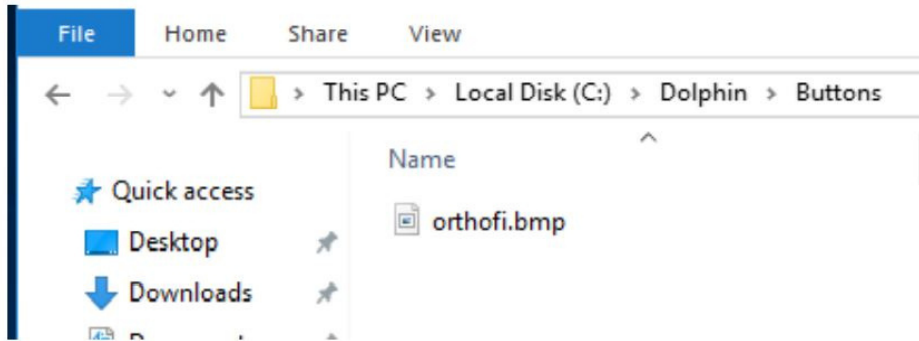 File Home Share View
This PC > Local Disk (C:) > Dolphin > Buttons
Name
Quick access
orthofi.bmp
Desktop
Downloads